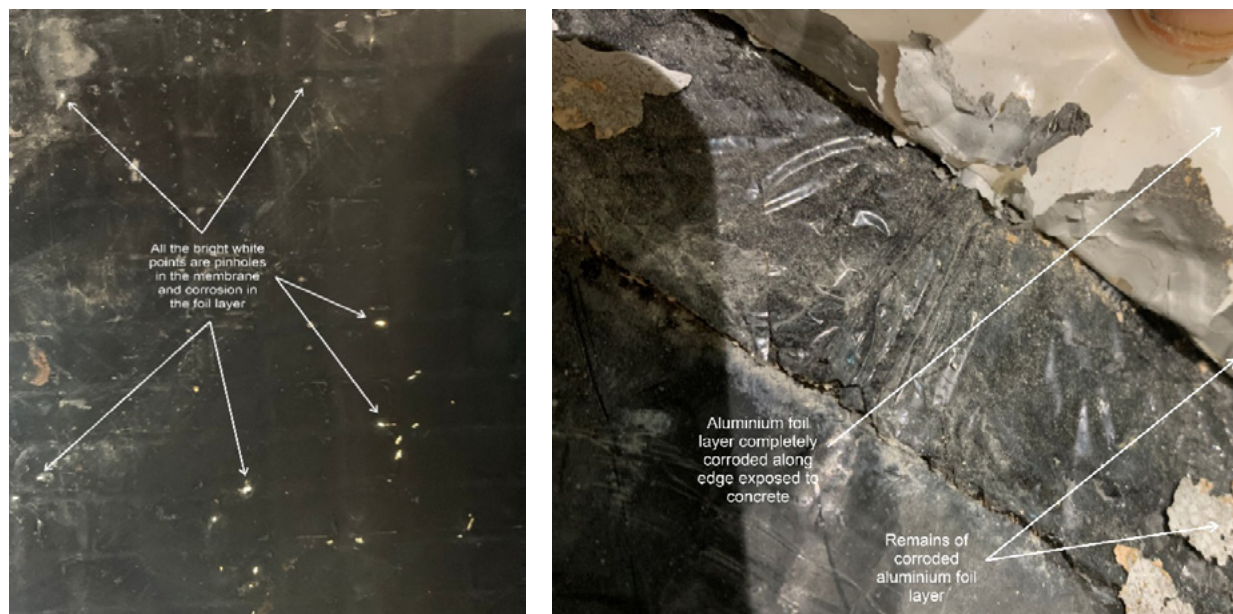 All the bright white
points are pinholes
in the membrane
and corrosion in
the foil layer
Aluminium foil
layer completely
corroded along
edge exposed to
concrete
Remains of
corroded
aluminium foil
layer